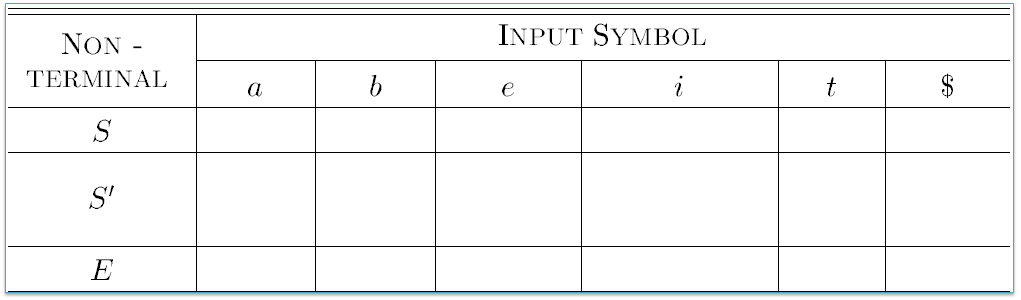 NON -
TERMINAL
INPUT SYMBOL
a b e i t $
S
S′
E